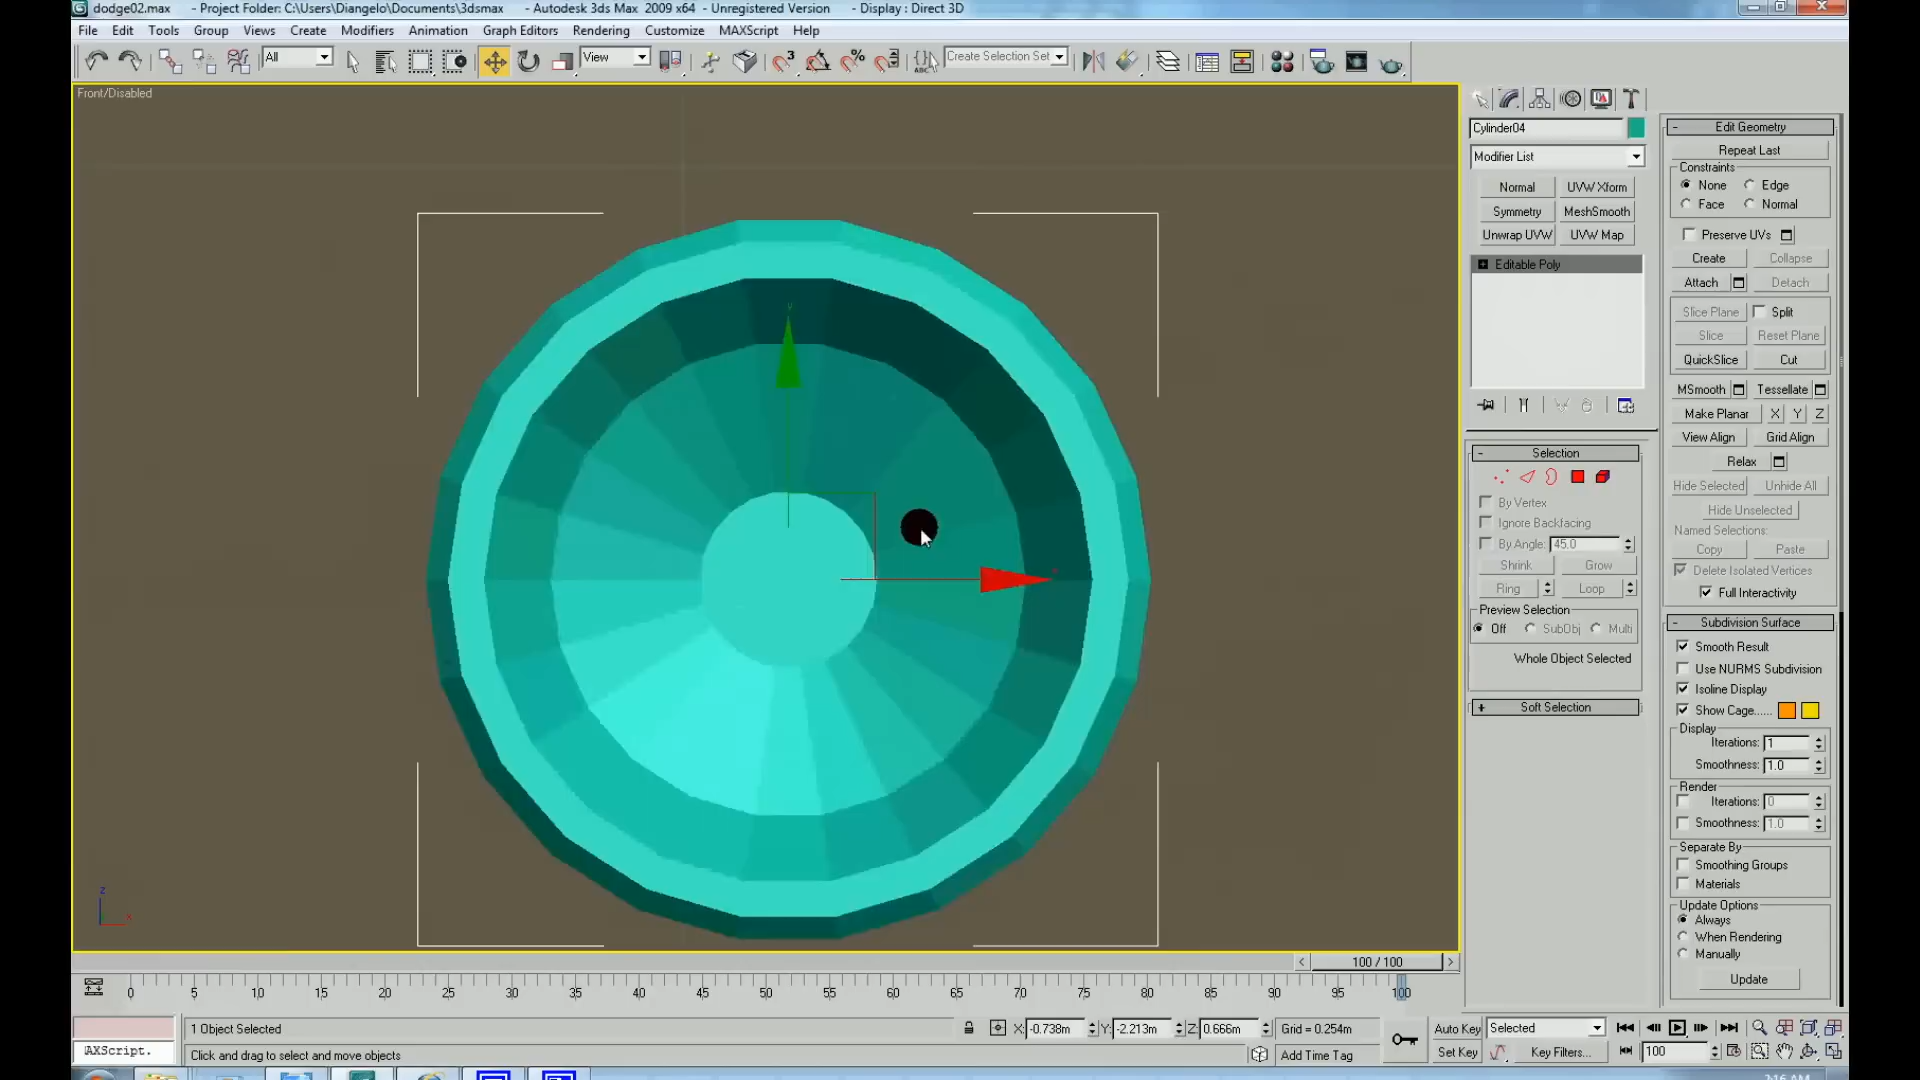 dodge02.max - Project Folder: C:\Users\Diangelo\Documents\3dsmax - Autodesk 3ds Max 2009 x64 - Unregistered Version - Display : Direct 3D
File Edit Tools Group Views Create Modifiers Animation Graph Editors Rendering Customize MAXScript Help
All View Create Selection Set
Front/Disabled
Cylinder04
Modifier List
Normal UVW Xform
Symmetry MeshSmooth
Unwrap UVW UVW Map
Editable Poly
Selection
By Vertex
Ignore Backfacing
By Angle: 45.0
Shrink Grow
Ring Loop
Preview Selection
Off SubObj Multi
Whole Object Selected
Soft Selection
Edit Geometry
Repeat Last
Constraints
None Edge
Face Normal
Preserve UVs
Create Collapse
Attach Detach
Slice Plane Split
Slice Reset Plane
QuickSlice Cut
MSmooth Tessellate
Make Planar X Y Z
View Align Grid Align
Relax
Hide Selected Unhide All
Hide Unselected
Named Selections:
Copy Paste
Delete Isolated Vertices
Full Interactivity
Subdivision Surface
Smooth Result
Use NURMS Subdivision
Isoline Display
Show Cage......
Display
Iterations: 1
Smoothness: 1.0
Render
Iterations: 0
Smoothness: 1.0
Separate By
Smoothing Groups
Materials
Update Options
Always
When Rendering
Manually
Update
z
x
100 / 100
0 5 10 15 20 25 30 35 40 45 50 55 60 65 70 75 80 85 90 95 100
1 Object Selected X: -0.738m Y: -2.213m Z: 0.666m Grid = 0.254m Auto Key Selected
AXScript. Click and drag to select and move objects Add Time Tag Set Key Key Filters... 100